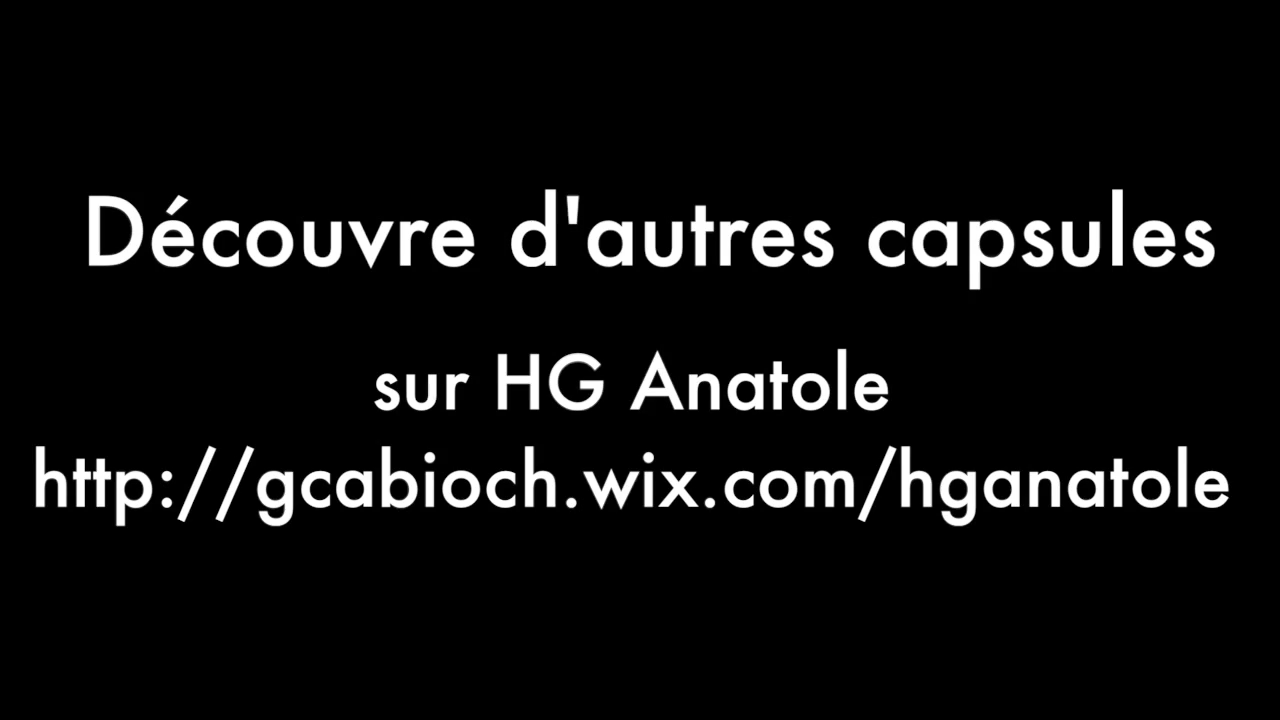 Découvre d'autres capsules
sur HG Anatole
http://gcabioch.wix.com/hganatole